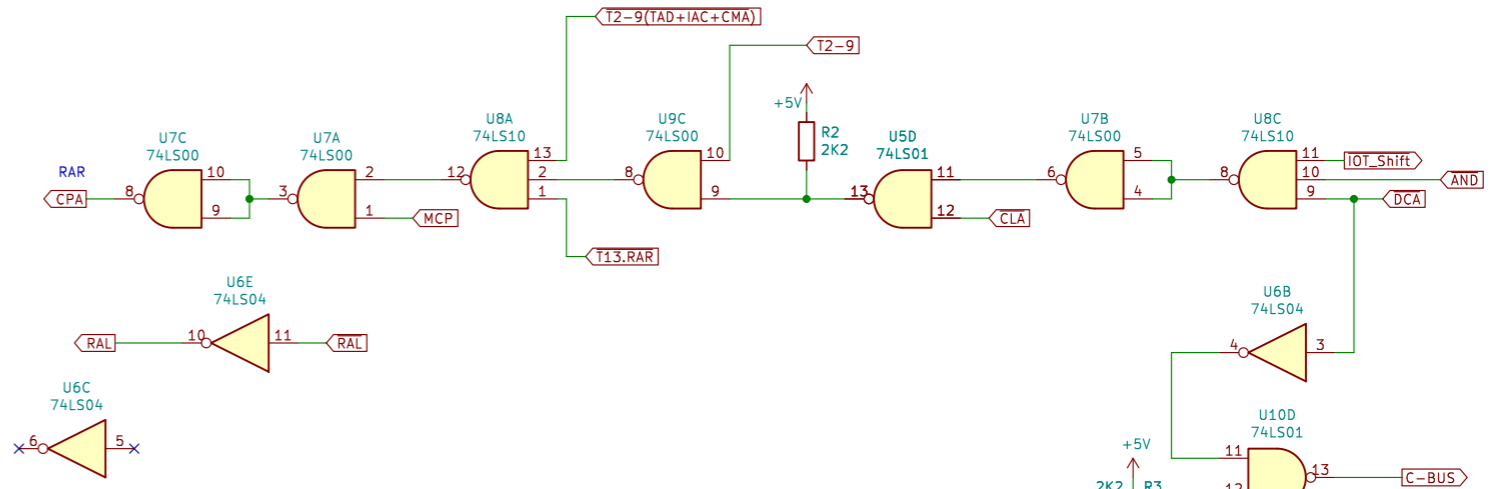 T2-9(TAD+IAC+CMA)
T2-9
+5V
R2
2K2
U7C
74LS00
U7A
74LS00
U8A
74LS10
U9C
74LS00
U5D
74LS01
U7B
74LS00
U8C
74LS10
RAR
CPA
8
10
9
3
2
1
MCP
12
13
2
1
T13.RAR
8
10
9
13
11
12
CLA
6
5
4
8
11
10
9
IOT_Shift
AND
DCA
U6E
74LS04
RAL
10
11
RAL
U6B
74LS04
4
3
U6C
74LS04
6
5
U10D
74LS01
11
13
12
C-BUS
+5V
2K2
R3